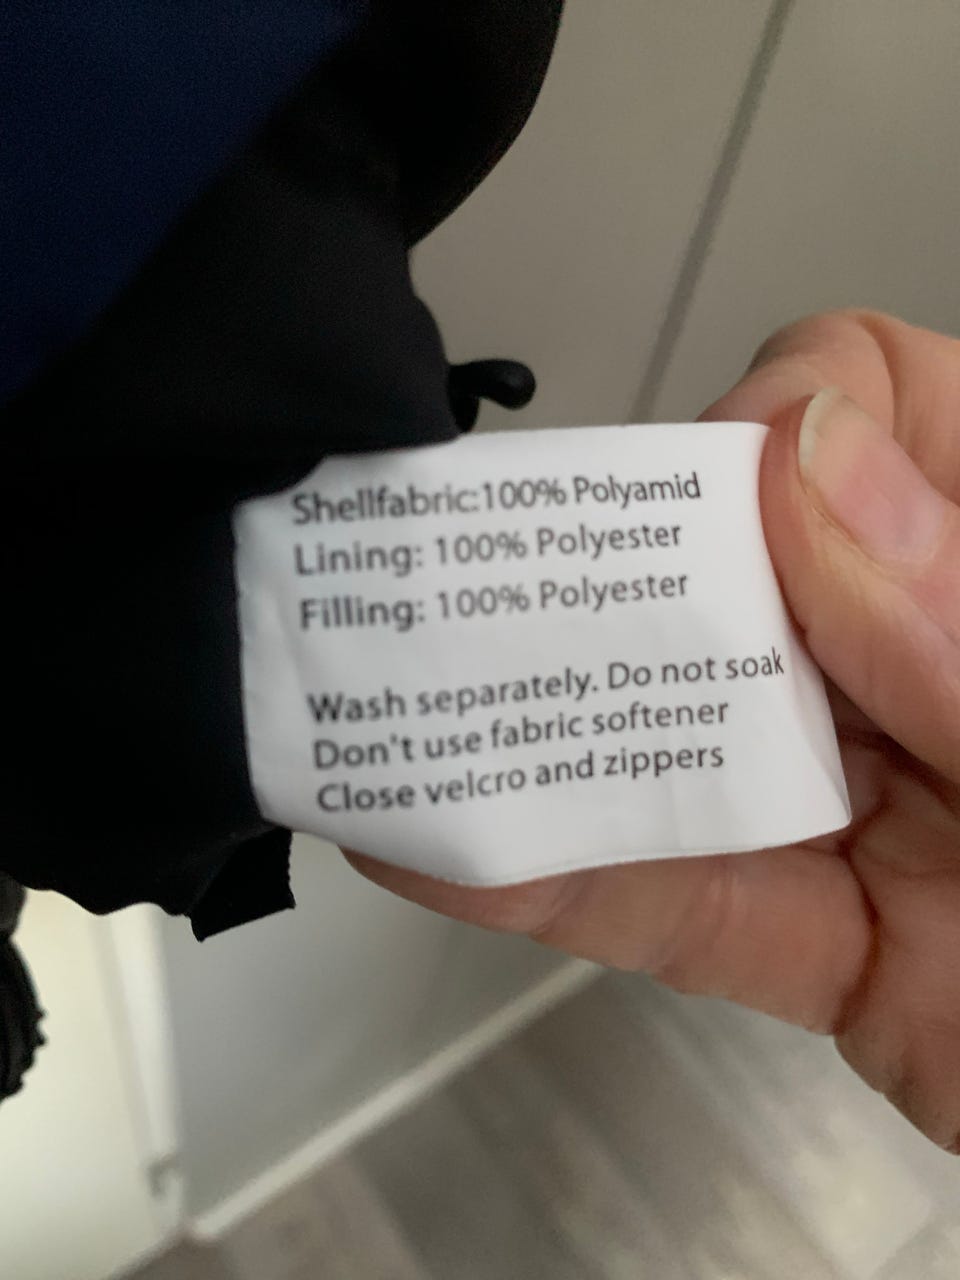 Shellfabric:100% Polyamid
Lining: 100% Polyester
Filling: 100% Polyester
Wash separately. Do not soak
Don't use fabric softener
Close velcro and zippers